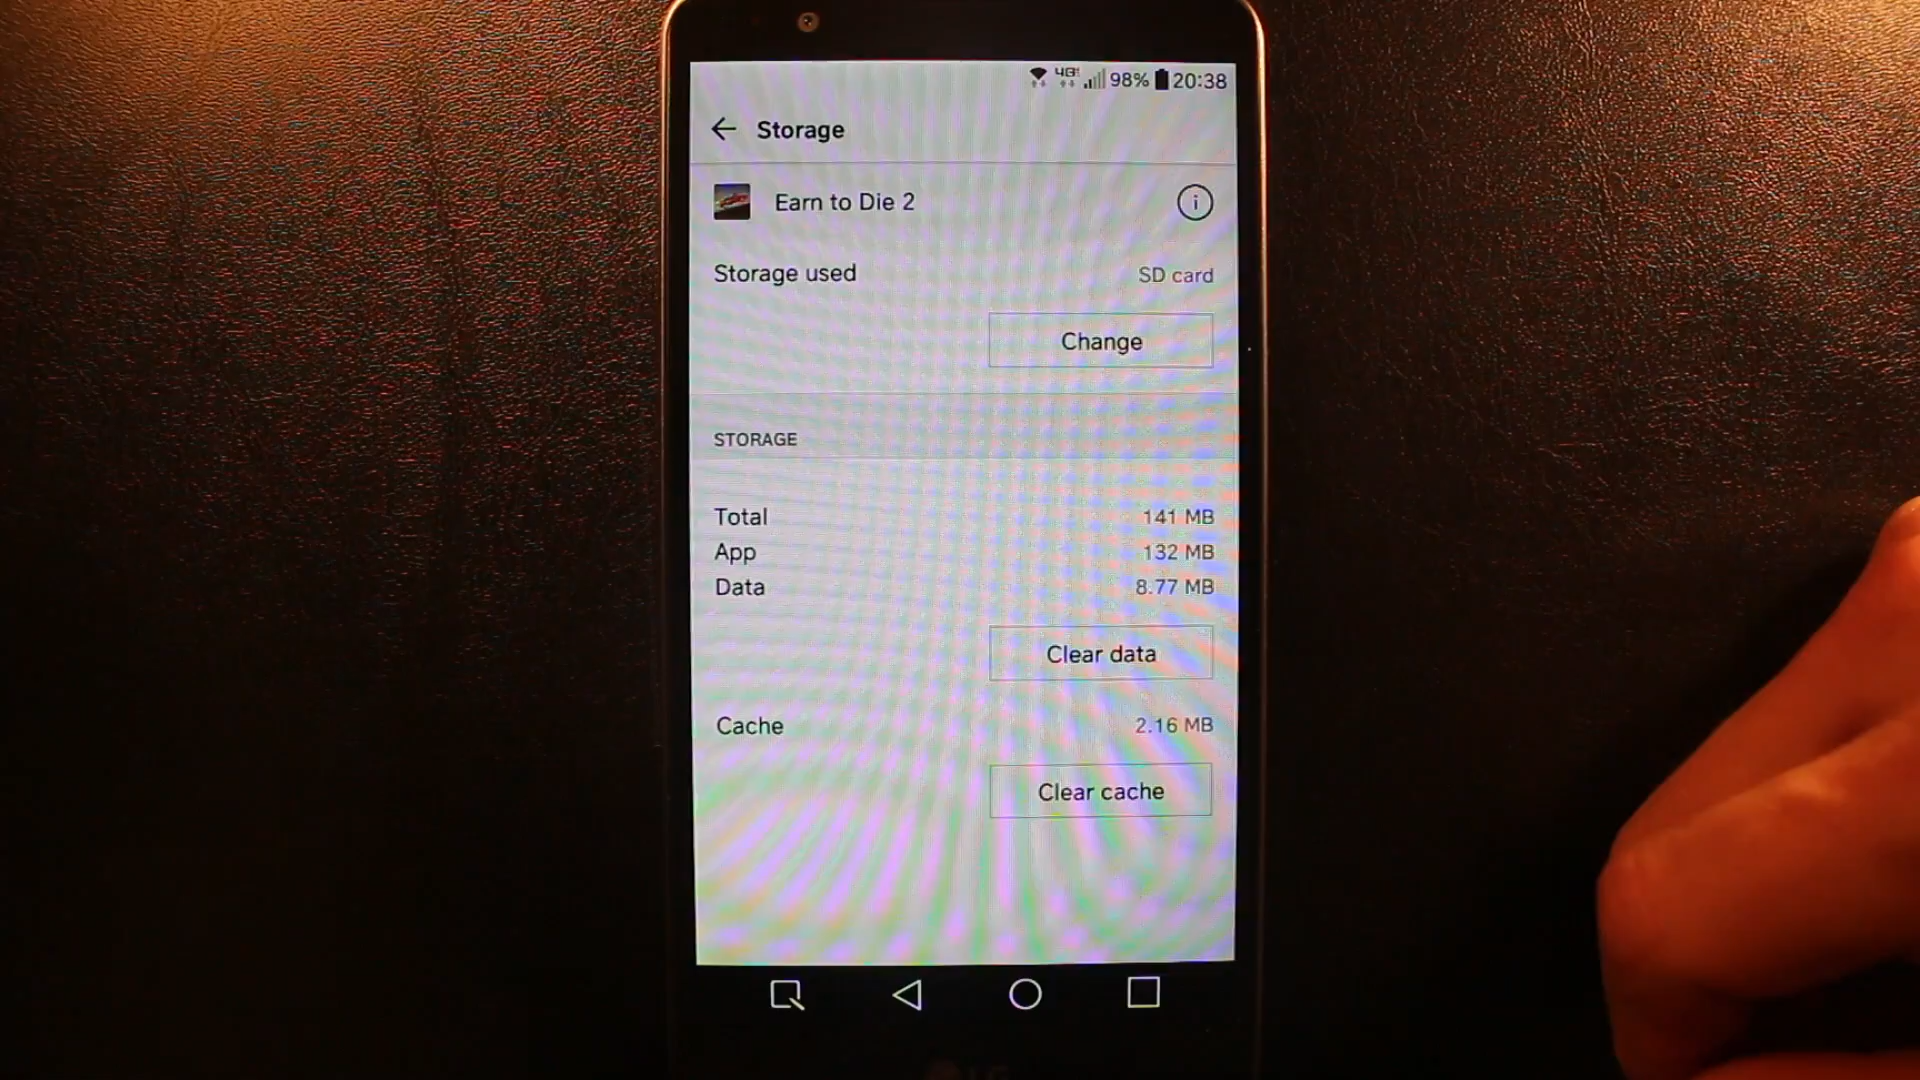 98% 20:38
Storage
Earn to Die 2
Storage used SD card
Change
STORAGE
Total 141 MB
App 132 MB
Data 8.77 MB
Clear data
Cache 2.16 MB
Clear cache